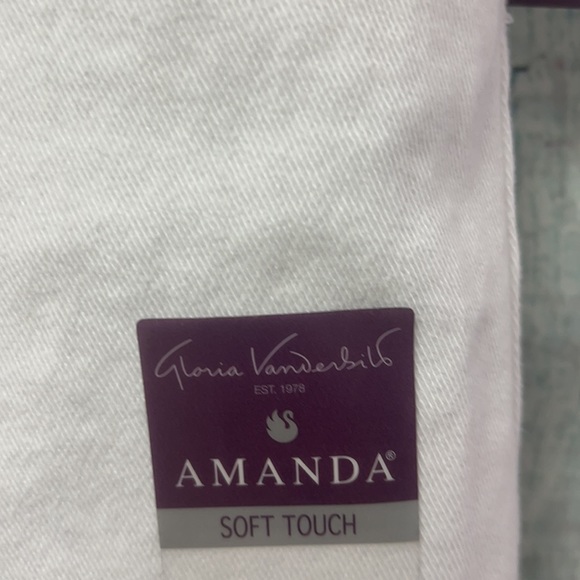 Gloria Vanderbilt
EST. 1978
AMANDA®
SOFT TOUCH